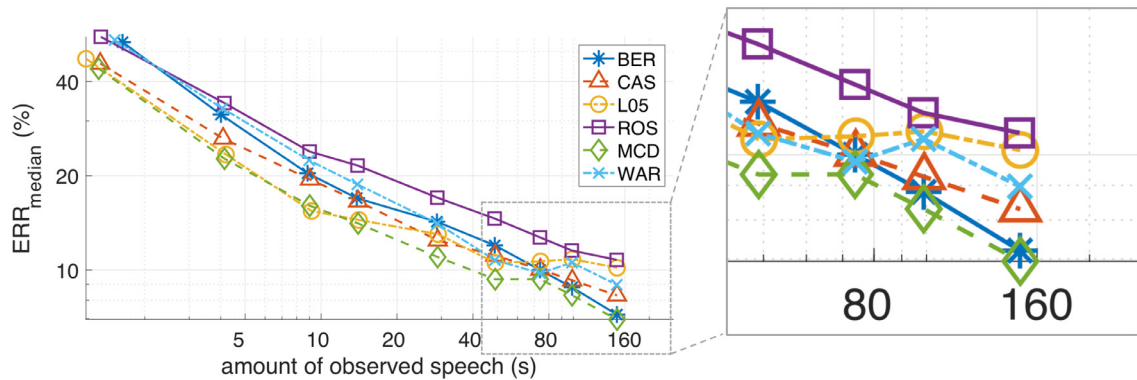 40
20
10
ERR_median (%)
5
10
20
40
80
160
amount of observed speech (s)
BER
CAS
L05
ROS
MCD
WAR
80
160